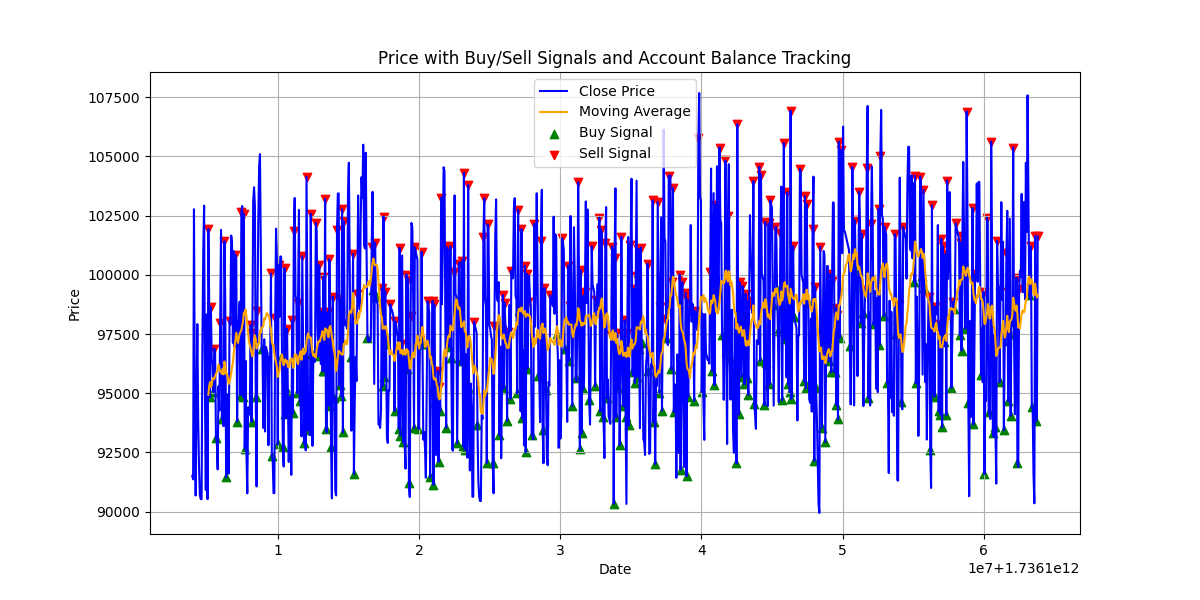 Price with Buy/Sell Signals and Account Balance Tracking
Close Price
Moving Average
Buy Signal
Sell Signal
107500
105000
102500
100000
97500
95000
92500
90000
Price
1
2
3
4
5
6
1e7+1.7361e12
Date